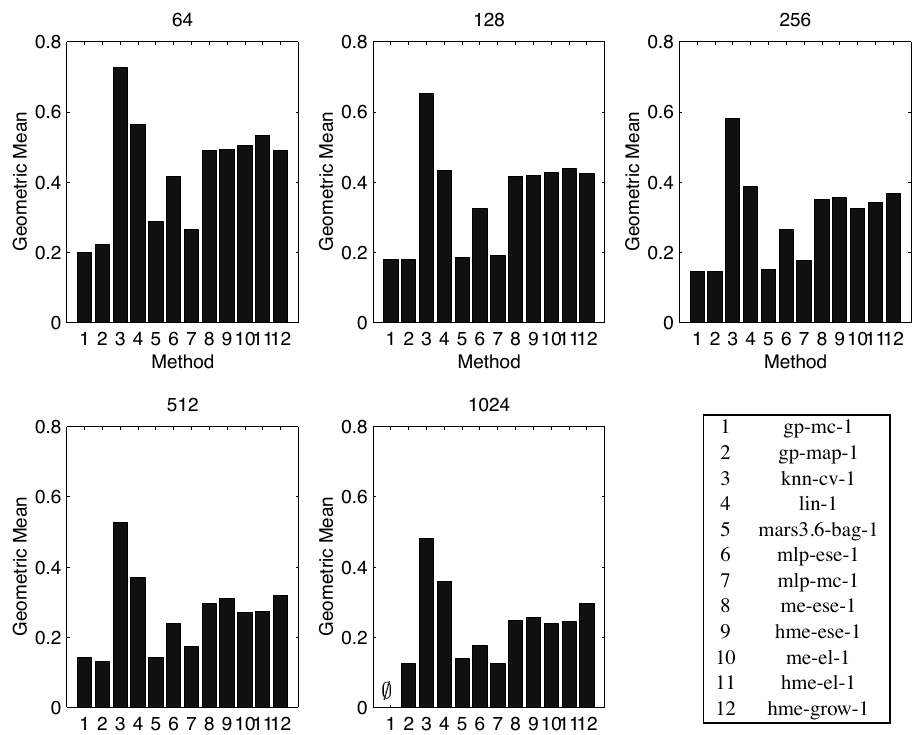 64
128
256
Geometric Mean
0.8
0.6
0.4
0.2
0
1 2 3 4 5 6 7 8 9 10 11 12
Method
Geometric Mean
0.8
0.6
0.4
0.2
0
1 2 3 4 5 6 7 8 9 10 11 12
Method
Geometric Mean
0.8
0.6
0.4
0.2
0
1 2 3 4 5 6 7 8 9 10 11 12
Method
512
1024
Geometric Mean
0.8
0.6
0.4
0.2
0
1 2 3 4 5 6 7 8 9 10 11 12
Geometric Mean
0.8
0.6
0.4
0.2
0
∅
1 2 3 4 5 6 7 8 9 10 11 12
1 gp-mc-1
2 gp-map-1
3 knn-cv-1
4 lin-1
5 mars3.6-bag-1
6 mlp-ese-1
7 mlp-mc-1
8 me-ese-1
9 hme-ese-1
10 me-el-1
11 hme-el-1
12 hme-grow-1